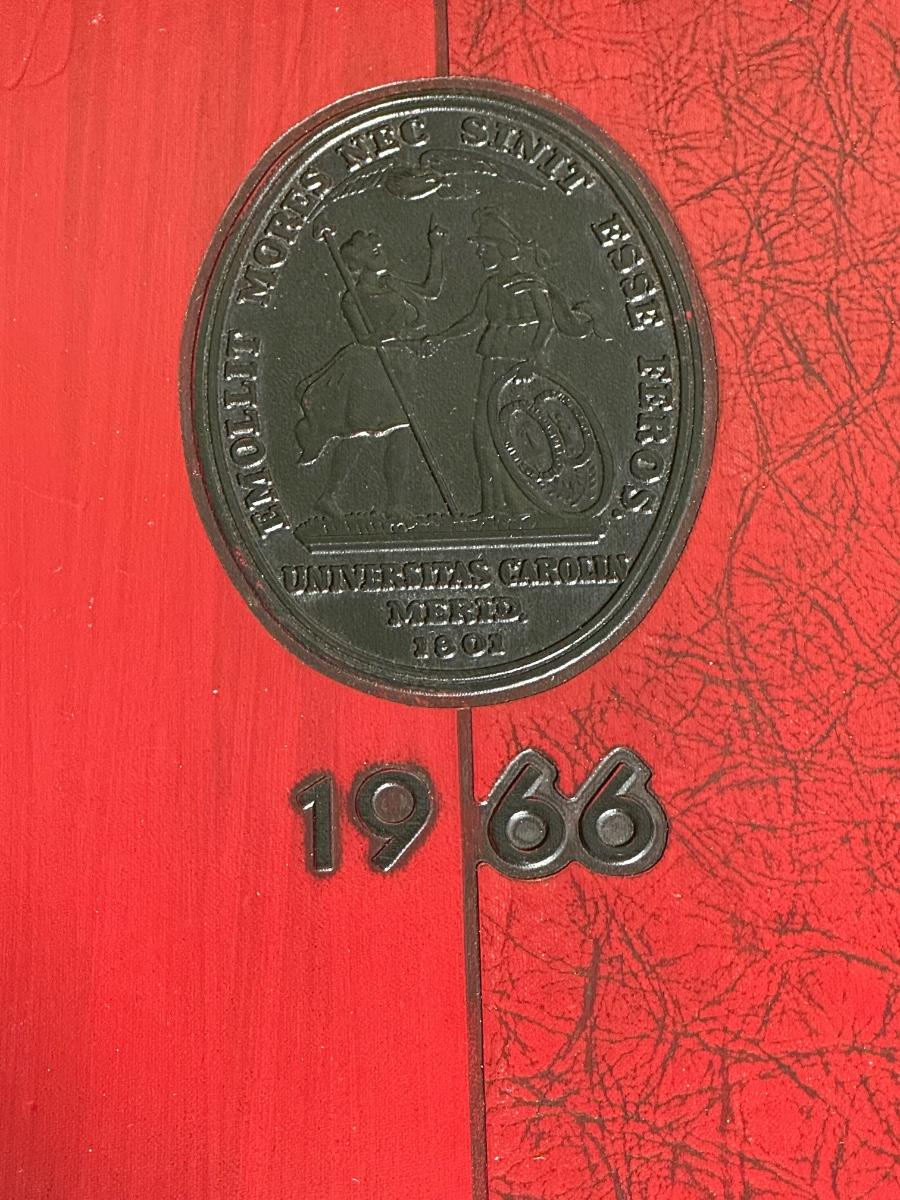 EMOLLIT MORES NEC SINIT ESSE FEROS.
UNIVERSITAS CAROLIN
MERID.
1801
1966